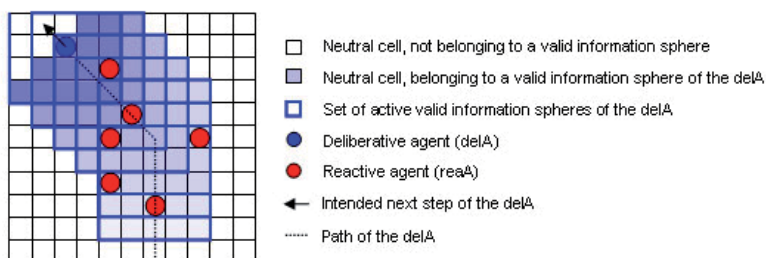 Neutral cell, not belonging to a valid information sphere
Neutral cell, belonging to a valid information sphere of the delA
Set of active valid information spheres of the delA
Deliberative agent (delA)
Reactive agent (reaA)
Intended next step of the delA
Path of the delA